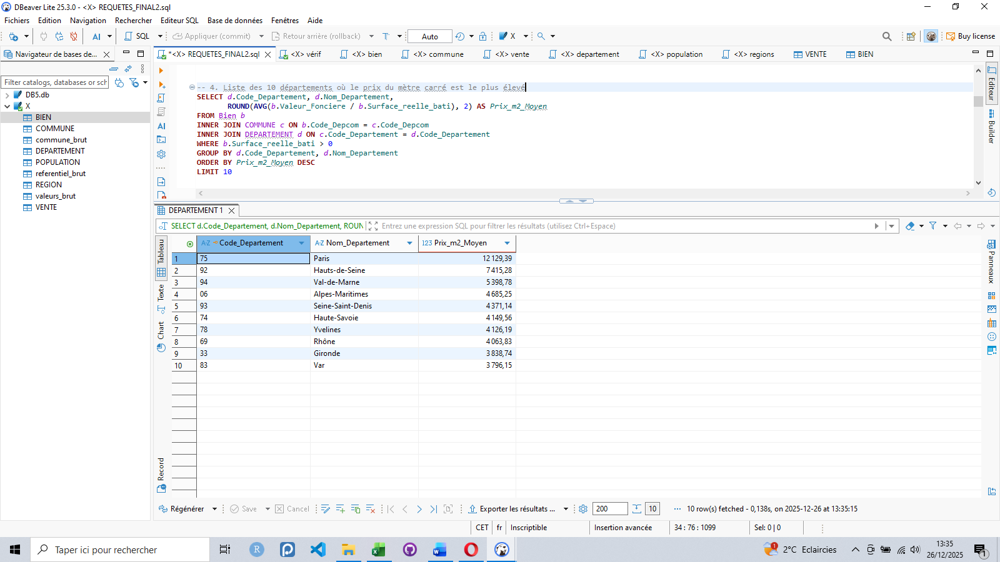 DBeaver Lite 25.3.0 - <X> REQUETES_FINAL2.sql
Fichiers Edition Navigation Rechercher Editeur SQL Base de données Fenêtres Aide
AI SQL Appliquer (commit) Retour arrière (rollback) T Auto X Buy license
Navigateur de bases de...
*<X> REQUETES_FINAL2.sql <X> vérif <X> bien <X> commune <X> vente <X> departement <X> population <X> regions VENTE BIEN
Filter catalogs, databases or sch
DB5.db
X
BIEN
COMMUNE
commune_brut
DEPARTEMENT
POPULATION
referentiel_brut
REGION
valeurs_brut
VENTE
AI
-- 4. Liste des 10 départements où le prix du mètre carré est le plus élevé
SELECT d.Code_Departement, d.Nom_Departement,
ROUND(AVG(b.Valeur_Fonciere / b.Surface_reelle_bati), 2) AS Prix_m2_Moyen
FROM Bien b
INNER JOIN COMMUNE c ON b.Code_Depcom = c.Code_Depcom
INNER JOIN DEPARTEMENT d ON c.Code_Departement = d.Code_Departement
WHERE b.Surface_reelle_bati > 0
GROUP BY d.Code_Departement, d.Nom_Departement
ORDER BY Prix_m2_Moyen DESC
LIMIT 10
Editeur
Builder
DEPARTEMENT 1
SELECT d.Code_Departement, d.Nom_Departement, ROUN Entrez une expression SQL pour filtrer les résultats (utilisez Ctrl+Espace)
Tableau
Texte
Chart
Record
A-Z Code_Departement A-Z Nom_Departement 123 Prix_m2_Moyen
1 75 Paris 12 129,39
2 92 Hauts-de-Seine 7 415,28
3 94 Val-de-Marne 5 398,78
4 06 Alpes-Maritimes 4 685,25
5 93 Seine-Saint-Denis 4 371,14
6 74 Haute-Savoie 4 149,56
7 78 Yvelines 4 126,19
8 69 Rhône 4 063,83
9 33 Gironde 3 838,74
10 83 Var 3 796,15
Panneaux
Régénérer Save Cancel Exporter les résultats ... 200 10 ... 10 row(s) fetched - 0,138s, on 2025-12-26 at 13:35:15
CET fr Inscriptible Insertion avancée 34 : 76 : 1099 Sel: 0 | 0
Taper ici pour rechercher
R
1
2°C Eclaircies
13:35
26/12/2025
1